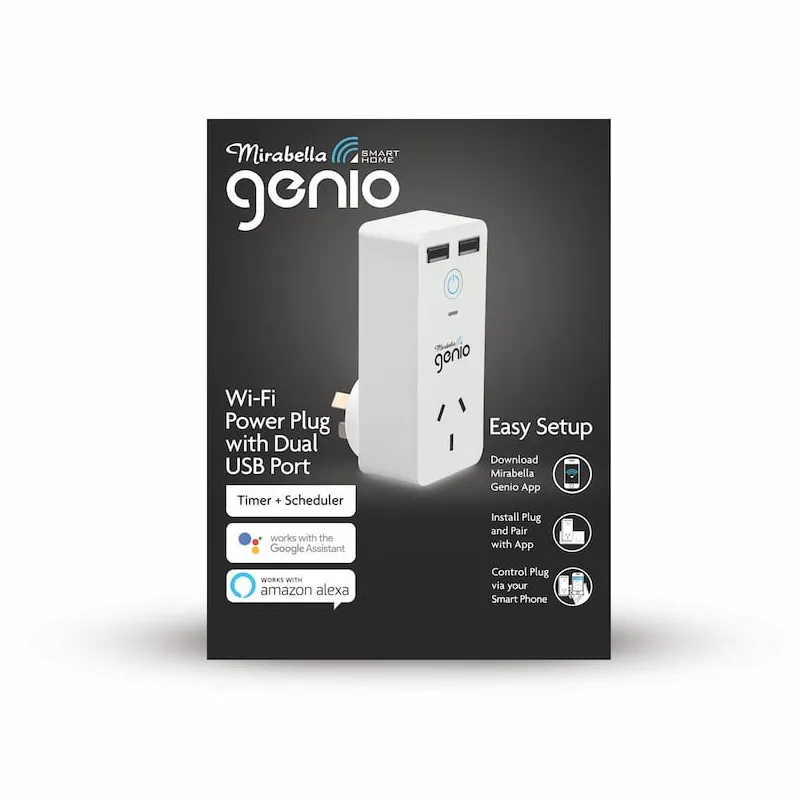 Mirabella SMART HOME
genio
Mirabella
genio
Wi-Fi
Power Plug
with Dual
USB Port
Timer + Scheduler
works with the
Google Assistant
WORKS WITH
amazon alexa
Easy Setup
Download
Mirabella
Genio App
Install Plug
and Pair
with App
Control Plug
via your
Smart Phone